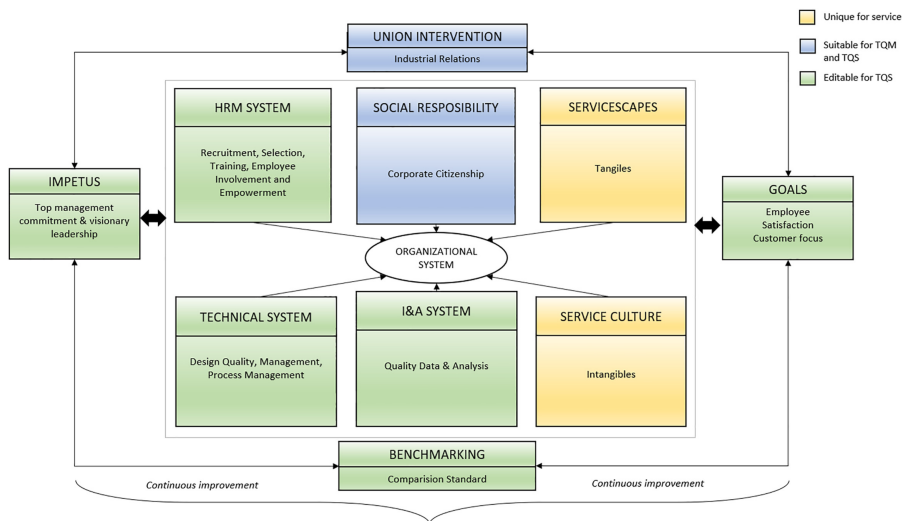 Unique for service
Suitable for TQM
and TQS
Editable for TQS
UNION INTERVENTION
Industrial Relations
HRM SYSTEM
Recruitment, Selection,
Training, Employee
Involvement and
Empowerment
SOCIAL RESPOSIBILITY
Corporate Citizenship
SERVICESCAPES
Tangiles
IMPETUS
Top management
commitment & visionary
leadership
GOALS
Employee
Satisfaction
Customer focus
ORGANIZATIONAL
SYSTEM
TECHNICAL SYSTEM
Design Quality, Management,
Process Management
I&A SYSTEM
Quality Data & Analysis
SERVICE CULTURE
Intangibles
BENCHMARKING
Comparision Standard
Continuous improvement
Continuous improvement